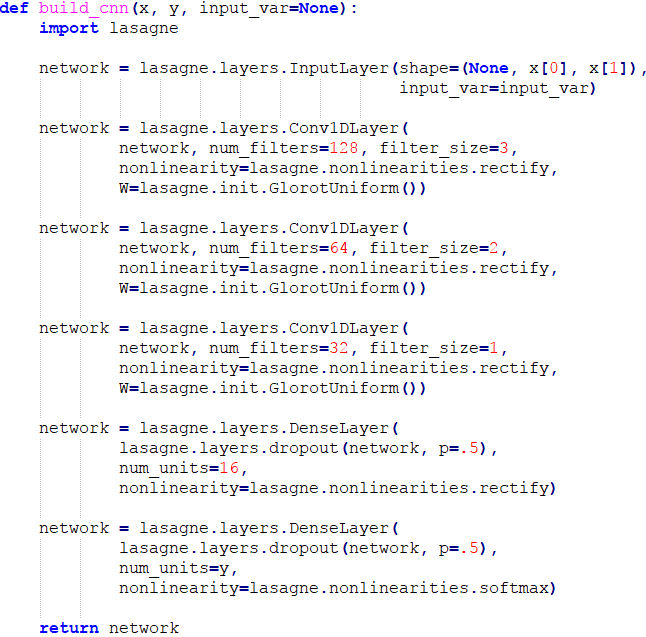 def build_cnn(x, y, input_var=None):
    import lasagne

    network = lasagne.layers.InputLayer(shape=(None, x[0], x[1]),
                                        input_var=input_var)

    network = lasagne.layers.Conv1DLayer(
            network, num_filters=128, filter_size=3,
            nonlinearity=lasagne.nonlinearities.rectify,
            W=lasagne.init.GlorotUniform())

    network = lasagne.layers.Conv1DLayer(
            network, num_filters=64, filter_size=2,
            nonlinearity=lasagne.nonlinearities.rectify,
            W=lasagne.init.GlorotUniform())

    network = lasagne.layers.Conv1DLayer(
            network, num_filters=32, filter_size=1,
            nonlinearity=lasagne.nonlinearities.rectify,
            W=lasagne.init.GlorotUniform())

    network = lasagne.layers.DenseLayer(
            lasagne.layers.dropout(network, p=.5),
            num_units=16,
            nonlinearity=lasagne.nonlinearities.rectify)

    network = lasagne.layers.DenseLayer(
            lasagne.layers.dropout(network, p=.5),
            num_units=y,
            nonlinearity=lasagne.nonlinearities.softmax)

    return network